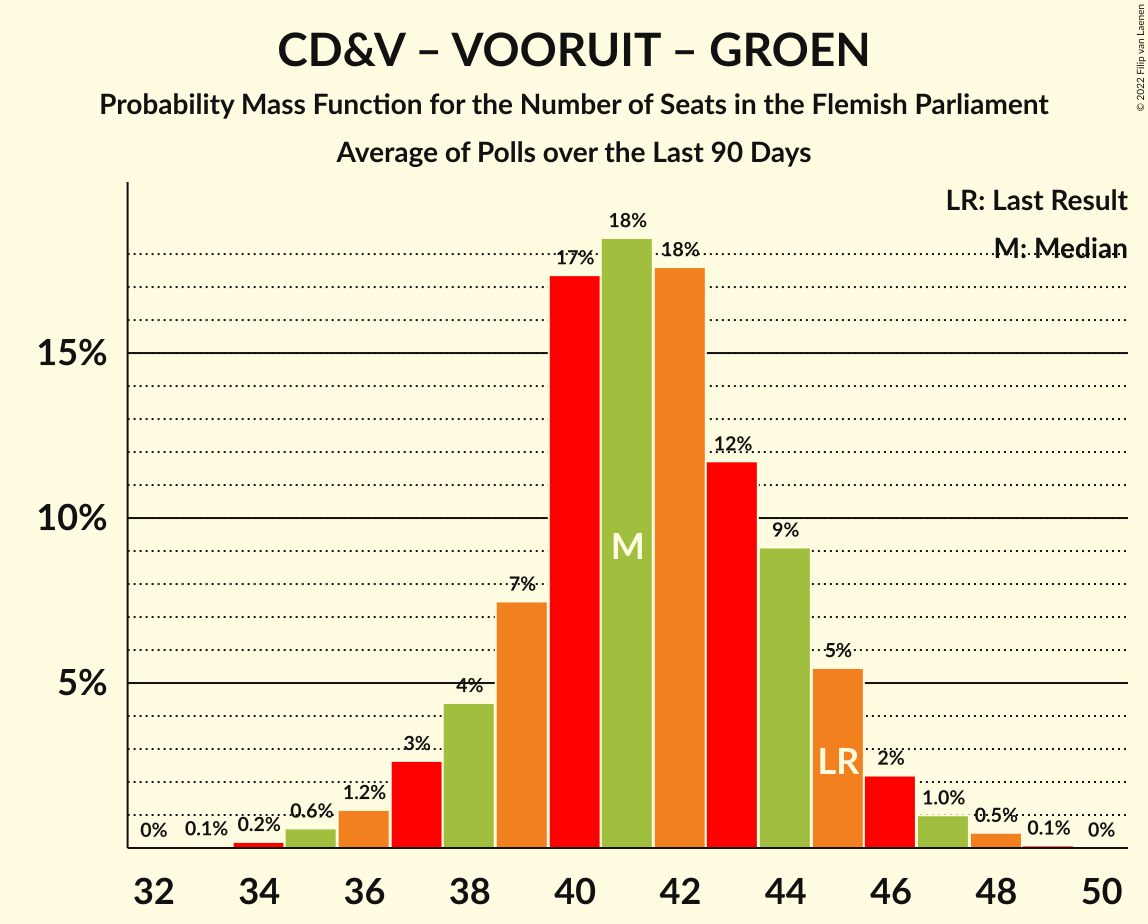 CD&V – VOORUIT – GROEN
Probability Mass Function for the Number of Seats in the Flemish Parliament
Average of Polls over the Last 90 Days
© 2022 Filip van Laenen
LR: Last Result
M: Median
15%
10%
5%
0%
0.1%
0.2%
0.6%
1.2%
3%
4%
7%
17%
18%
18%
12%
9%
5%
2%
1.0%
0.5%
0.1%
0%
M
LR
32 34 36 38 40 42 44 46 48 50